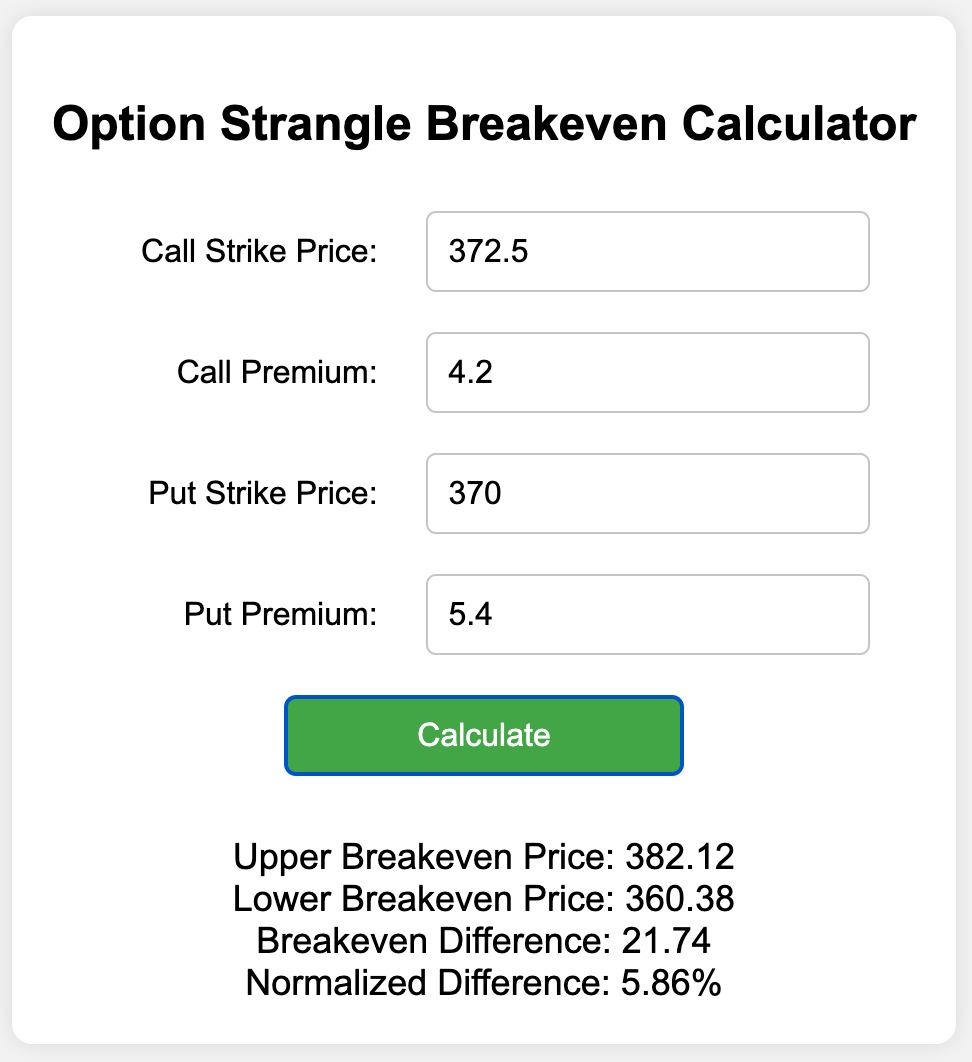 Option Strangle Breakeven Calculator
Call Strike Price: 372.5
Call Premium: 4.2
Put Strike Price: 370
Put Premium: 5.4
Calculate
Upper Breakeven Price: 382.12
Lower Breakeven Price: 360.38
Breakeven Difference: 21.74
Normalized Difference: 5.86%